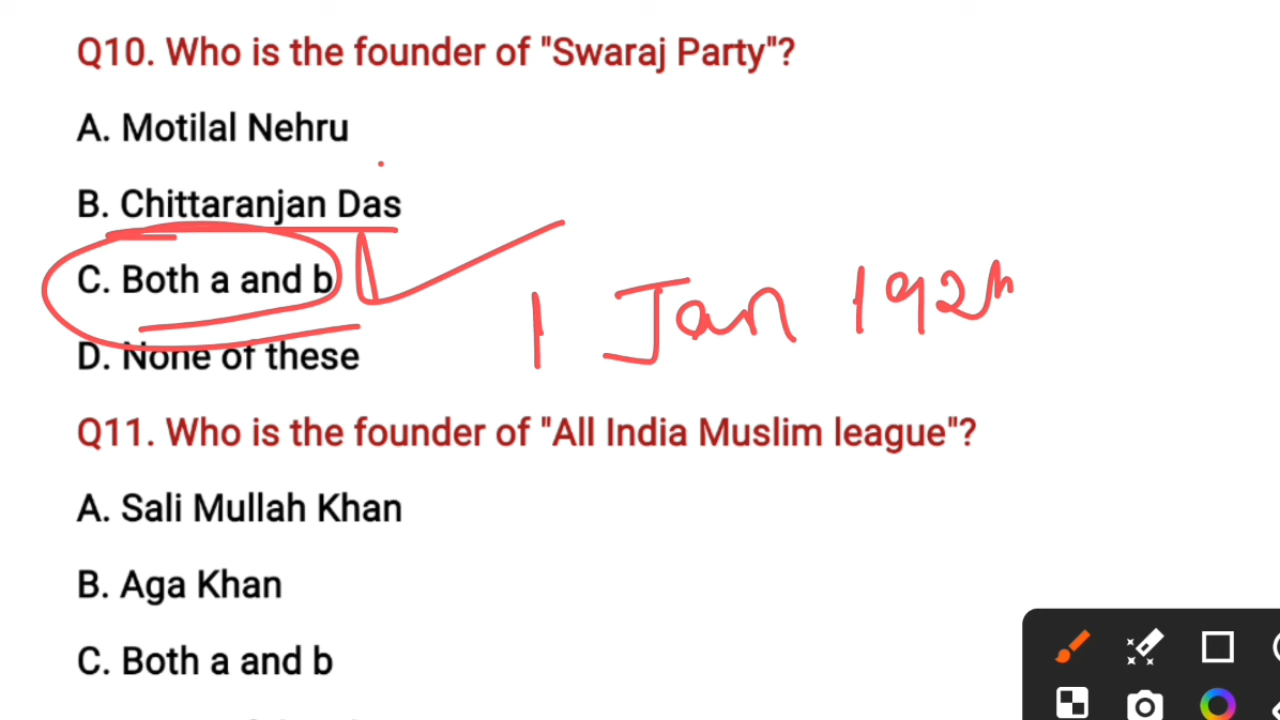 Q10. Who is the founder of "Swaraj Party"?
A. Motilal Nehru
B. Chittaranjan Das
C. Both a and b
1 Jan
D. None of these
Q11. Who is the founder of "All India Muslim league"?
A. Sali Mullah Khan
B. Aga Khan
C. Both a and b